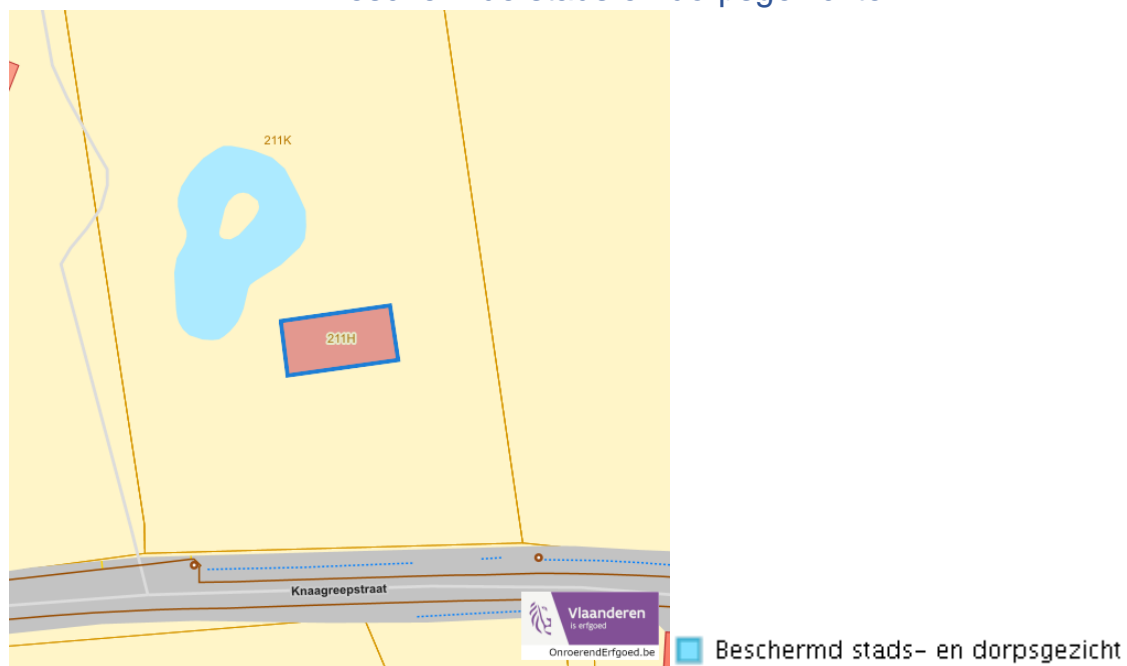 211K
211H
Knaagreepstraat
Vlaanderen
is erfgoed
OnroerendErfgoed.be
Beschermd stads- en dorpsgezicht